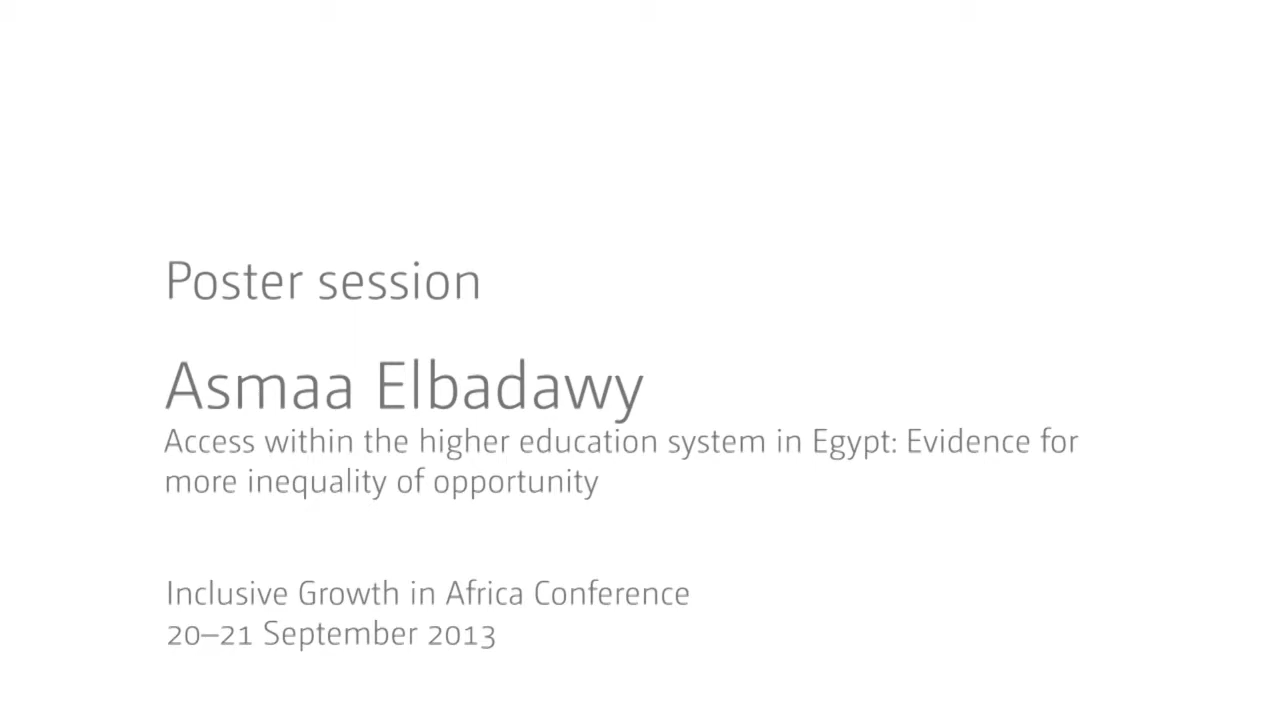 Poster session
Asmaa Elbadawy
Access within the higher education system in Egypt: Evidence for
more inequality of opportunity
Inclusive Growth in Africa Conference
20–21 September 2013